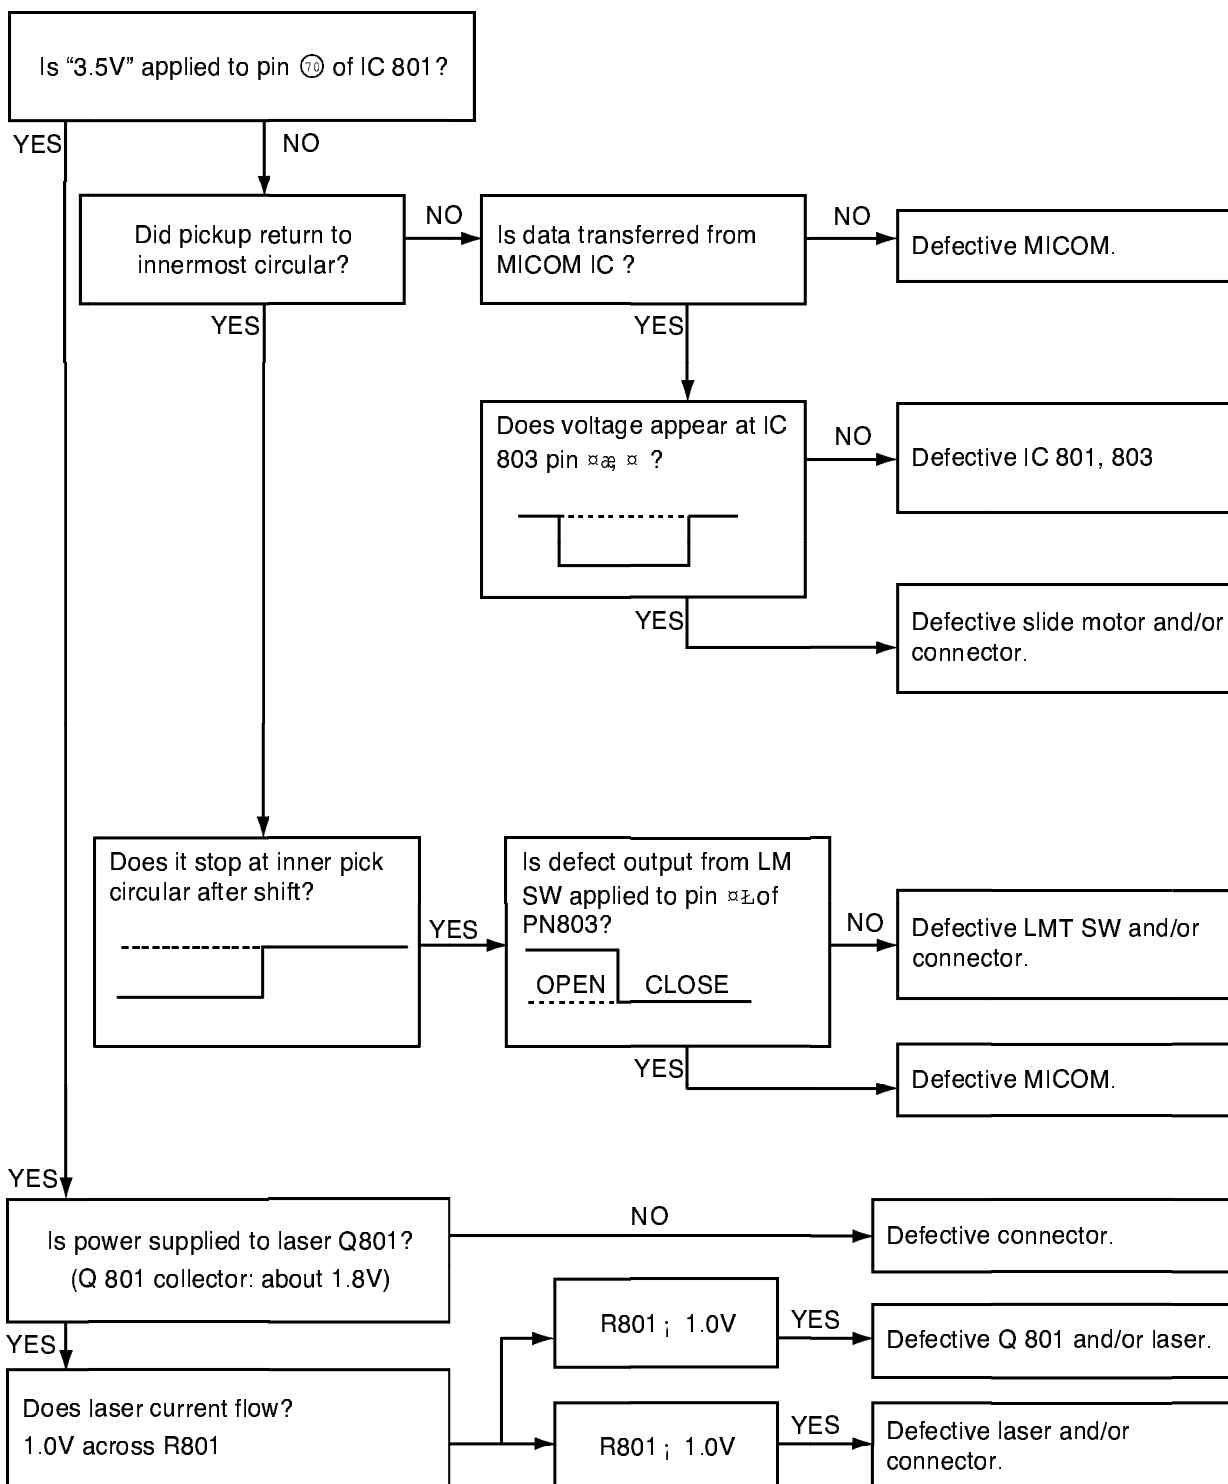 Is “3.5V” applied to pin ⑦⓪ of IC 801?
YES
NO
Did pickup return to
innermost circular?
NO
Is data transferred from
MICOM IC ?
NO
Defective MICOM.
YES
YES
Does voltage appear at IC
803 pin ¤æ, ¤ ?
NO
Defective IC 801, 803
YES
Defective slide motor and/or
connector.
Does it stop at inner pick
circular after shift?
YES
Is defect output from LM
SW applied to pin ¤Łof
PN803?
OPEN
CLOSE
NO
Defective LMT SW and/or
connector.
YES
Defective MICOM.
YES
Is power supplied to laser Q801?
(Q 801 collector: about 1.8V)
NO
Defective connector.
YES
R801 ¡ 1.0V
YES
Defective Q 801 and/or laser.
Does laser current flow?
1.0V across R801
R801 ¡ 1.0V
YES
Defective laser and/or
connector.